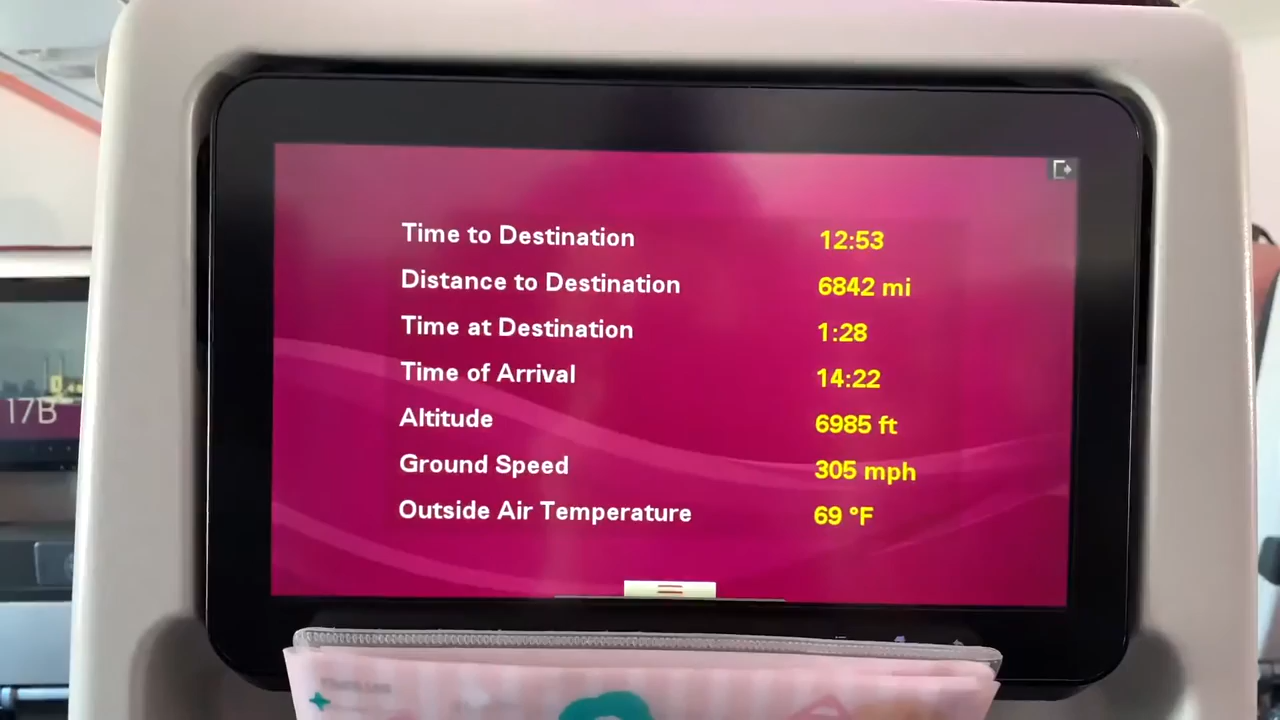 Time to Destination 12:53
Distance to Destination 6842 mi
Time at Destination 1:28
Time of Arrival 14:22
Altitude 6985 ft
Ground Speed 305 mph
Outside Air Temperature 69 °F
17B